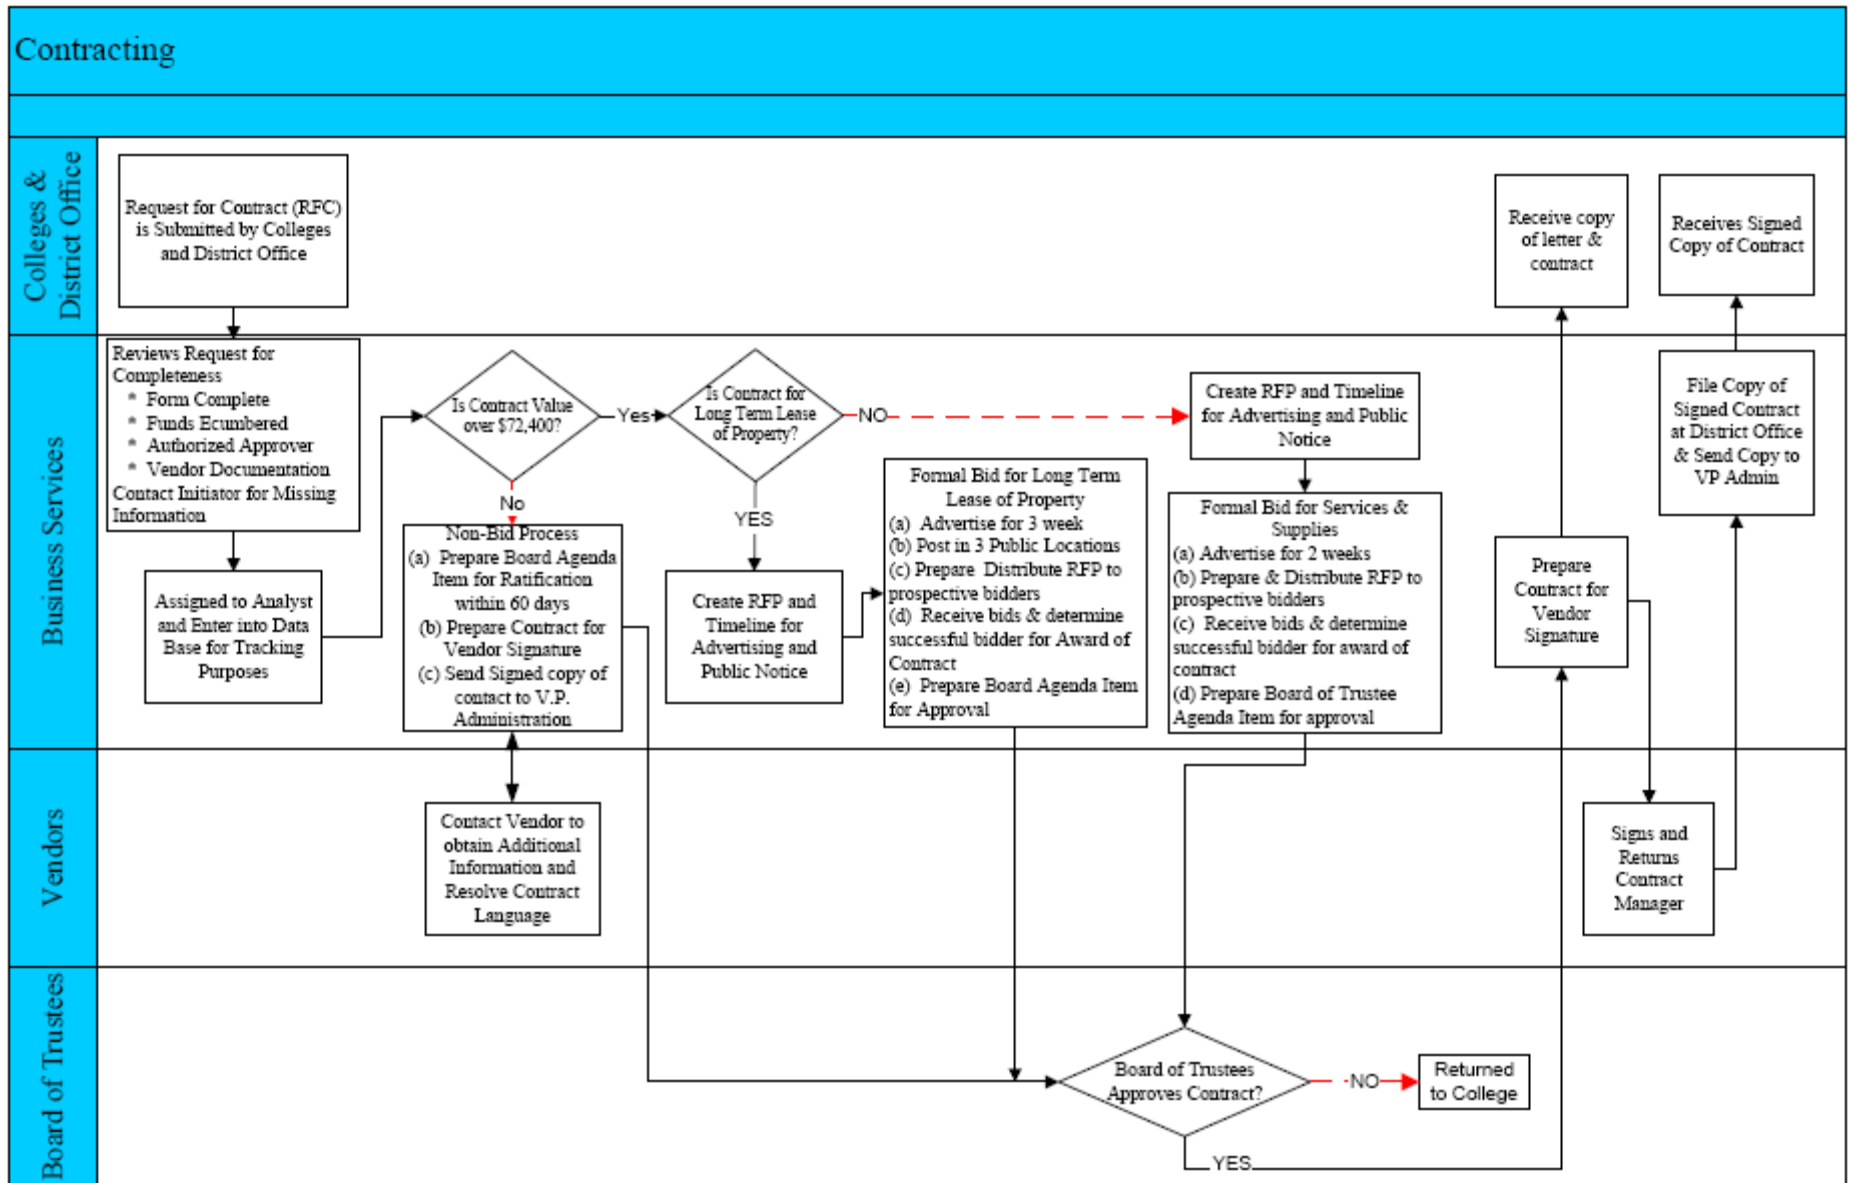 Contracting
Colleges &
District Office
Request for Contract (RFC)
is Submitted by Colleges
and District Office
Receive copy
of letter &
contract
Receives Signed
Copy of Contract
Business Services
Reviews Request for
Completeness
* Form Complete
* Funds Ecumbered
* Authorized Approver
* Vendor Documentation
Contact Initiator for Missing
Information
Assigned to Analyst
and Enter into Data
Base for Tracking
Purposes
Is Contract Value
over $72,400?
Yes
No
Non-Bid Process
(a) Prepare Board Agenda
Item for Ratification
within 60 days
(b) Prepare Contract for
Vendor Signature
(c) Send Signed copy of
contact to V.P.
Administration
Is Contract for
Long Term Lease
of Property?
NO
YES
Create RFP and
Timeline for
Advertising and
Public Notice
Formal Bid for Long Term
Lease of Property
(a) Advertise for 3 week
(b) Post in 3 Public Locations
(c) Prepare Distribute RFP to
prospective bidders
(d) Receive bids & determine
successful bidder for Award of
Contract
(e) Prepare Board Agenda Item
for Approval
Create RFP and Timeline
for Advertising and Public
Notice
Formal Bid for Services &
Supplies
(a) Advertise for 2 weeks
(b) Prepare & Distribute RFP to
prospective bidders
(c) Receive bids & determine
successful bidder for award of
contract
(d) Prepare Board of Trustee
Agenda Item for approval
Prepare
Contract for
Vendor
Signature
File Copy of
Signed Contract
at District Office
& Send Copy to
VP Admin
Vendors
Contact Vendor to
obtain Additional
Information and
Resolve Contract
Language
Signs and
Returns
Contract
Manager
Board of Trustees
Board of Trustees
Approves Contract?
NO
Returned
to College
YES